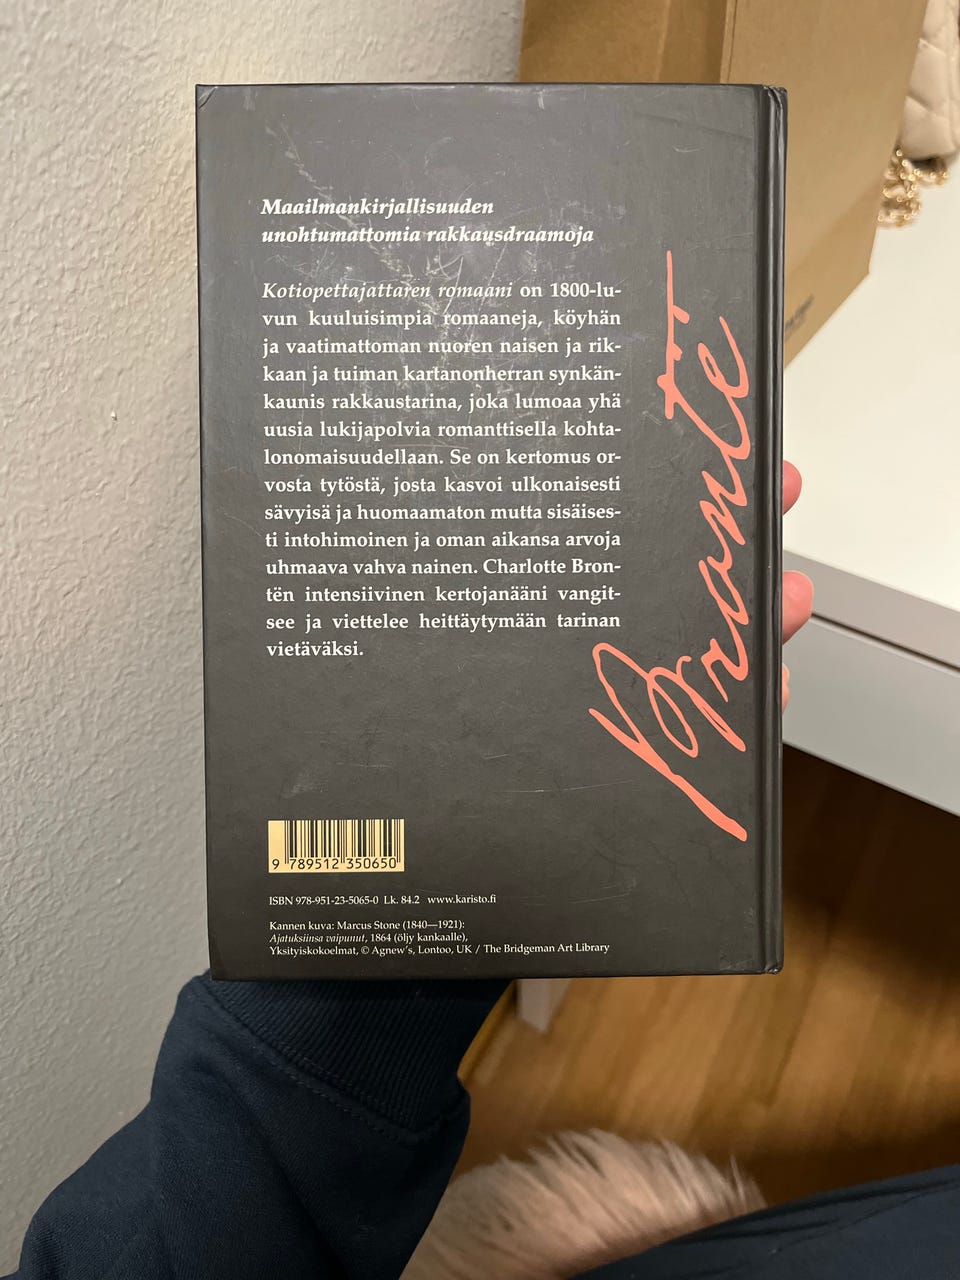 Maailmankirjallisuuden
unohtumattomia rakkausdraamoja
Kotiopettajattaren romaani on 1800-lu-
vun kuuluisimpia romaaneja, köyhän
ja vaatimattoman nuoren naisen ja rik-
kaan ja tuiman kartanonherran synkän-
kaunis rakkaustarina, joka lumoaa yhä
uusia lukijapolvia romanttisella kohta-
lonomaisuudellaan. Se on kertomus or-
vosta tytöstä, josta kasvoi ulkonaisesti
sävyisä ja huomaamaton mutta sisäises-
ti intohimoinen ja oman aikansa arvoja
uhmaava vahva nainen. Charlotte Bron-
tën intensiivinen kertojanääni vangit-
see ja viettelee heittäytymään tarinan
vietäväksi.
Brontë
9 789512 350650
ISBN 978-951-23-5065-0 Lk. 84.2 www.karisto.fi
Kannen kuva: Marcus Stone (1840—1921):
Ajatuksiinsa vaipunut, 1864 (öljy kankaalle),
Yksityiskokoelmat, © Agnew's, Lontoo, UK / The Bridgeman Art Library